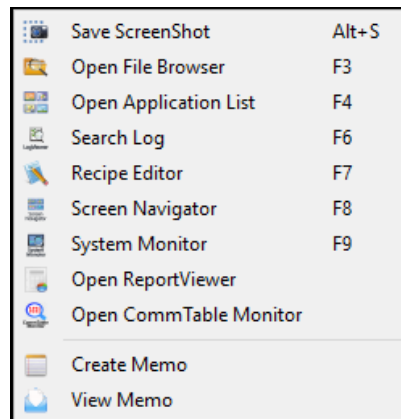 Save ScreenShot Alt+S
Open File Browser F3
Open Application List F4
Search Log F6
Recipe Editor F7
Screen Navigator F8
System Monitor F9
Open ReportViewer
Open CommTable Monitor
Create Memo
View Memo